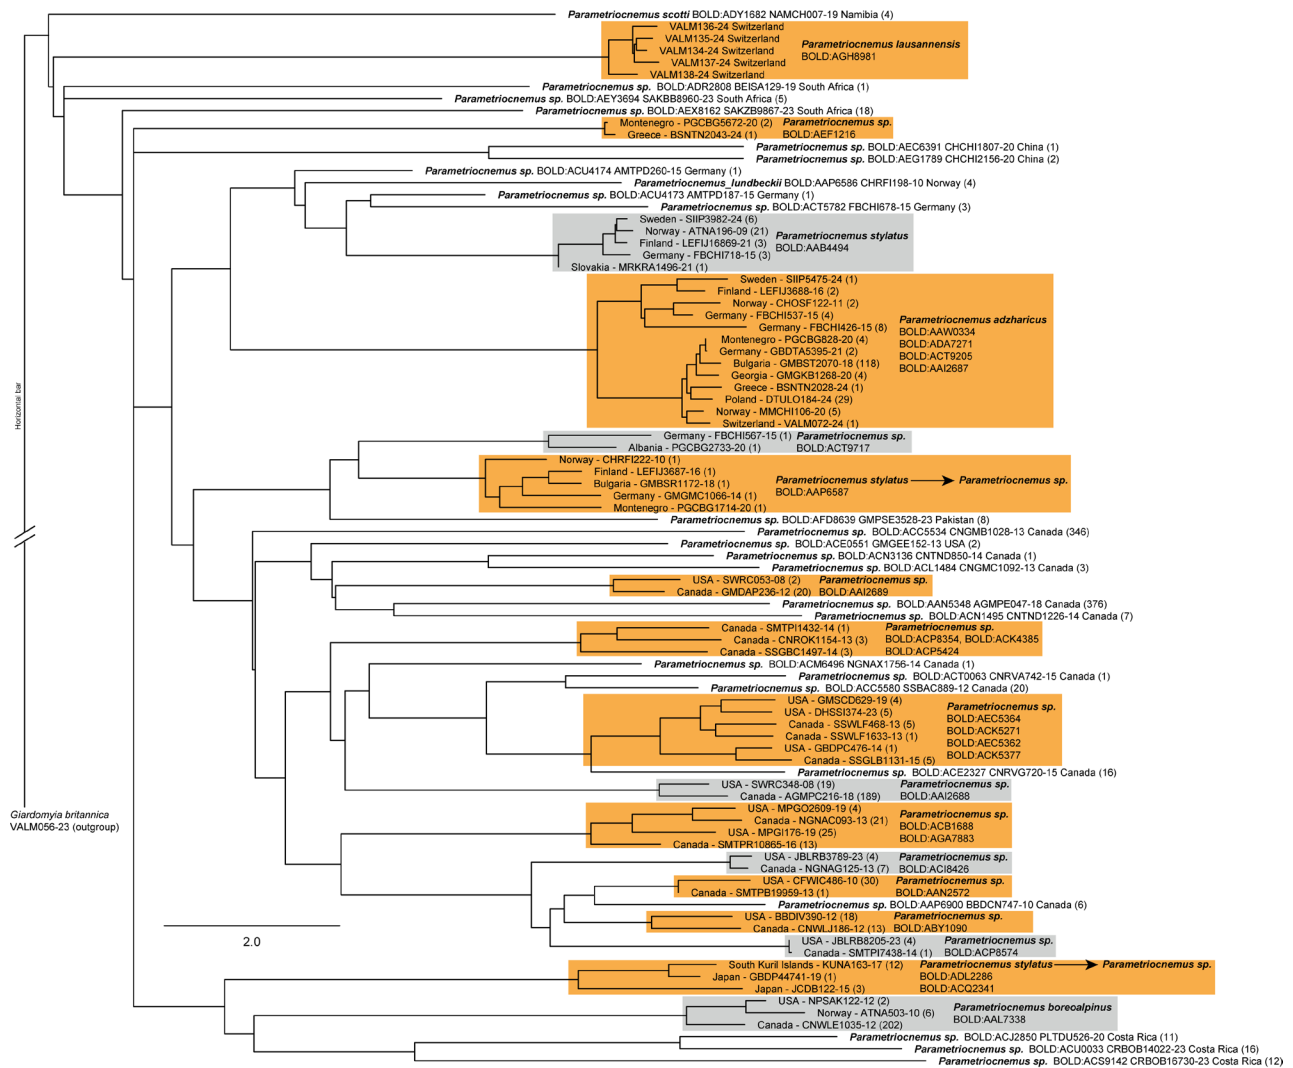 Parametriocnemus scotti BOLD:ADY1682 NAMCH007-19 Namibia (4)
VALM136-24 Switzerland
VALM135-24 Switzerland
VALM134-24 Switzerland
VALM137-24 Switzerland
VALM138-24 Switzerland
Parametriocnemus lausannensis
BOLD:AGH8981
Parametriocnemus sp. BOLD:ADR2808 BEISA129-19 South Africa (1)
Parametriocnemus sp. BOLD:AEY3694 SAKBB8960-23 South Africa (5)
Parametriocnemus sp. BOLD:AEX8162 SAKZB9867-23 South Africa (18)
Montenegro - PGCBG5672-20 (2)
Greece - BSNTN2043-24 (1)
Parametriocnemus sp.
BOLD:AEF1216
Parametriocnemus sp. BOLD:AEC6391 CHCHI1807-20 China (1)
Parametriocnemus sp. BOLD:AEG1789 CHCHI2156-20 China (2)
Parametriocnemus sp. BOLD:ACU4174 AMTPD260-15 Germany (1)
Parametriocnemus_lundbeckii BOLD:AAP6586 CHRFI198-10 Norway (4)
Parametriocnemus sp. BOLD:ACU4173 AMTPD187-15 Germany (1)
Parametriocnemus sp. BOLD:ACT5782 FBCHI678-15 Germany (3)
Sweden - SIIP3982-24 (6)
Norway - ATNA196-09 (21)
Finland - LEFIJ16869-21 (3)
Germany - FBCHI718-15 (3)
Slovakia - MRKRA1496-21 (1)
Parametriocnemus stylatus
BOLD:AAB4494
Sweden - SIIP5475-24 (1)
Finland - LEFIJ3688-16 (2)
Norway - CHOSF122-11 (2)
Germany - FBCHI537-15 (4)
Germany - FBCHI426-15 (8)
Montenegro - PGCBG828-20 (4)
Germany - GBDTA5395-21 (2)
Bulgaria - GMBST2070-18 (118)
Georgia - GMGKB1268-20 (4)
Greece - BSNTN2028-24 (1)
Poland - DTULO184-24 (29)
Norway - MMCHI106-20 (5)
Switzerland - VALM072-24 (1)
Parametriocnemus adzharicus
BOLD:AAW0334
BOLD:ADA7271
BOLD:ACT9205
BOLD:AAI2687
Horizontal bar
Germany - FBCHI567-15 (1)
Albania - PGCBG2733-20 (1)
Parametriocnemus sp.
BOLD:ACT9717
Norway - CHRFI222-10 (1)
Finland - LEFIJ3687-16 (1)
Bulgaria - GMBSR1172-18 (1)
Germany - GMGMC1066-14 (1)
Montenegro - PGCBG1714-20 (1)
Parametriocnemus stylatus Parametriocnemus sp.
BOLD:AAP6587
Parametriocnemus sp. BOLD:AFD8639 GMPSE3528-23 Pakistan (8)
Parametriocnemus sp. BOLD:ACC5534 CNGMB1028-13 Canada (346)
Parametriocnemus sp. BOLD:ACE0551 GMGEE152-13 USA (2)
Parametriocnemus sp. BOLD:ACN3136 CNTND850-14 Canada (1)
Parametriocnemus sp. BOLD:ACL1484 CNGMC1092-13 Canada (3)
USA - SWRC053-08 (2)
Canada - GMDAP236-12 (20)
Parametriocnemus sp.
BOLD:AAI2689
Parametriocnemus sp. BOLD:AAN5348 AGMPE047-18 Canada (376)
Parametriocnemus sp. BOLD:ACN1495 CNTND1226-14 Canada (7)
Canada - SMTPI1432-14 (1)
Canada - CNROK1154-13 (3)
Canada - SSGBC1497-14 (3)
Parametriocnemus sp.
BOLD:ACP8354, BOLD:ACK4385
BOLD:ACP5424
Parametriocnemus sp. BOLD:ACM6496 NGNAX1756-14 Canada (1)
Parametriocnemus sp. BOLD:ACT0063 CNRVA742-15 Canada (1)
Parametriocnemus sp. BOLD:ACC5580 SSBAC889-12 Canada (20)
USA - GMSCD629-19 (4)
USA - DHSSI374-23 (5)
Canada - SSWLF468-13 (5)
Canada - SSWLF1633-13 (1)
USA - GBDPC476-14 (1)
Canada - SSGLB1131-15 (5)
Parametriocnemus sp.
BOLD:AEC5364
BOLD:ACK5271
BOLD:AEC5362
BOLD:ACK5377
Parametriocnemus sp. BOLD:ACE2327 CNRVG720-15 Canada (16)
USA - SWRC348-08 (19)
Canada - AGMPC216-18 (189)
Parametriocnemus sp.
BOLD:AAI2688
Giardomyia britannica
VALM056-23 (outgroup)
USA - MPGO2609-19 (4)
Canada - NGNAC093-13 (21)
USA - MPGI176-19 (25)
Canada - SMTPR10865-16 (13)
Parametriocnemus sp.
BOLD:ACB1688
BOLD:AGA7883
USA - JBLRB3789-23 (4)
Canada - NGNAG125-13 (7)
Parametriocnemus sp.
BOLD:ACI8426
USA - CFWIC486-10 (30)
Canada - SMTPB19959-13 (1)
Parametriocnemus sp.
BOLD:AAN2572
Parametriocnemus sp. BOLD:AAP6900 BBDCN747-10 Canada (6)
USA - BBDIV390-12 (18)
Canada - CNWLJ186-12 (13)
Parametriocnemus sp.
BOLD:ABY1090
2.0
USA - JBLRB8205-23 (4)
Canada - SMTPI7438-14 (1)
Parametriocnemus sp.
BOLD:ACP8574
South Kuril Islands - KUNA163-17 (12)
Japan - GBDP44741-19 (1)
Japan - JCDB122-15 (3)
Parametriocnemus stylatus Parametriocnemus sp.
BOLD:ADL2286
BOLD:ACQ2341
USA - NPSAK122-12 (2)
Norway - ATNA503-10 (6)
Canada - CNWLE1035-12 (202)
Parametriocnemus boreoalpinus
BOLD:AAL7338
Parametriocnemus sp. BOLD:ACJ2850 PLTDU526-20 Costa Rica (11)
Parametriocnemus sp. BOLD:ACU0033 CRBOB14022-23 Costa Rica (16)
Parametriocnemus sp. BOLD:ACS9142 CRBOB16730-23 Costa Rica (12)